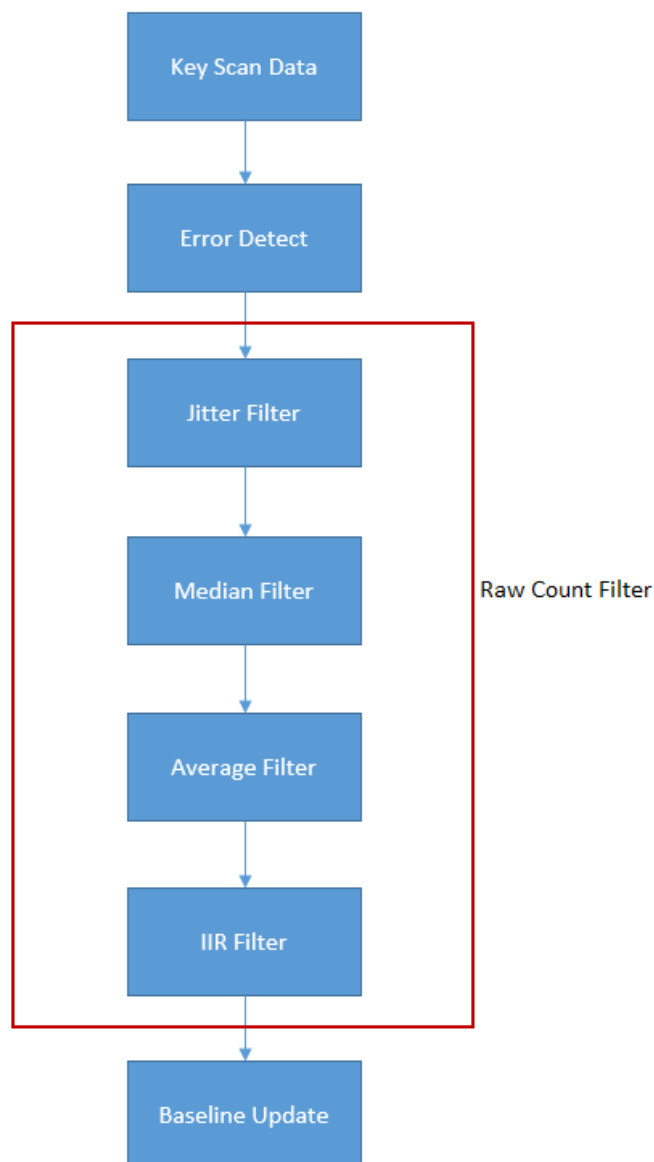 Key Scan Data
Error Detect
Jitter Filter
Median Filter
Raw Count Filter
Average Filter
IIR Filter
Baseline Update